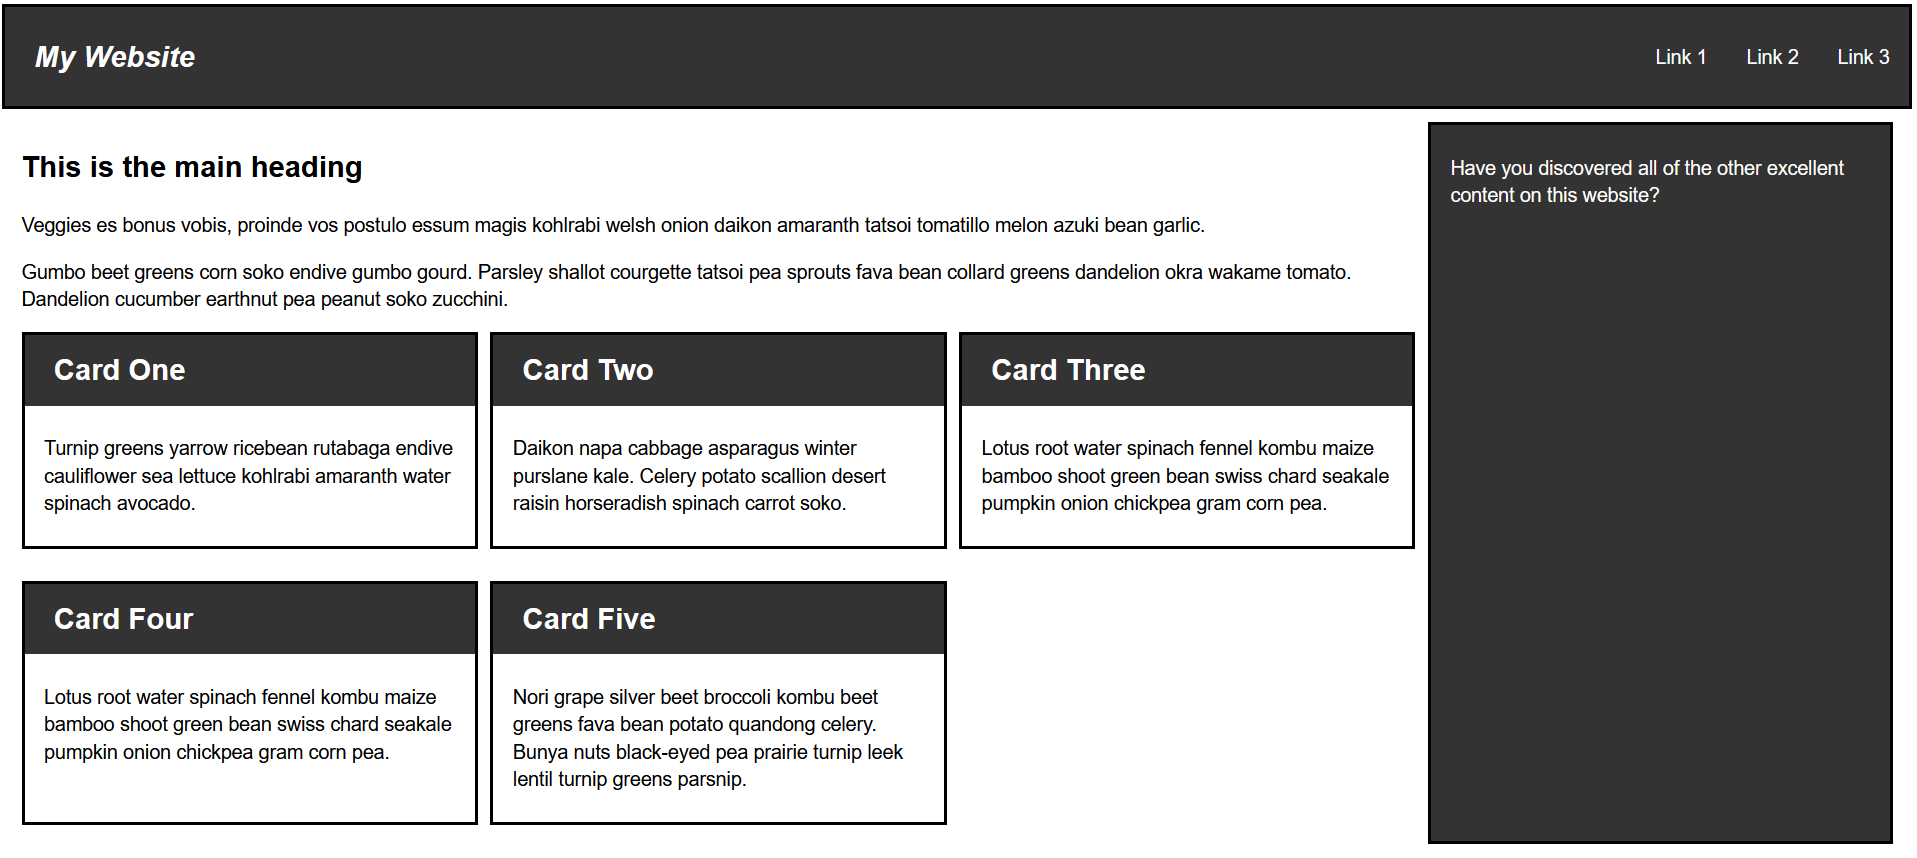 My Website
Link 1 Link 2 Link 3
This is the main heading
Veggies es bonus vobis, proinde vos postulo essum magis kohlrabi welsh onion daikon amaranth tatsoi tomatillo melon azuki bean garlic.
Gumbo beet greens corn soko endive gumbo gourd. Parsley shallot courgette tatsoi pea sprouts fava bean collard greens dandelion okra wakame tomato.
Dandelion cucumber earthnut pea peanut soko zucchini.
Card One
Turnip greens yarrow ricebean rutabaga endive
cauliflower sea lettuce kohlrabi amaranth water
spinach avocado.
Card Two
Daikon napa cabbage asparagus winter
purslane kale. Celery potato scallion desert
raisin horseradish spinach carrot soko.
Card Three
Lotus root water spinach fennel kombu maize
bamboo shoot green bean swiss chard seakale
pumpkin onion chickpea gram corn pea.
Card Four
Lotus root water spinach fennel kombu maize
bamboo shoot green bean swiss chard seakale
pumpkin onion chickpea gram corn pea.
Card Five
Nori grape silver beet broccoli kombu beet
greens fava bean potato quandong celery.
Bunya nuts black-eyed pea prairie turnip leek
lentil turnip greens parsnip.
Have you discovered all of the other excellent
content on this website?